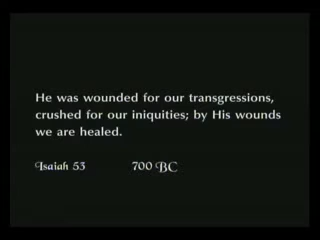 He was wounded for our transgressions,
crushed for our iniquities; by His wounds
we are healed.
Isaiah 53 700 BC